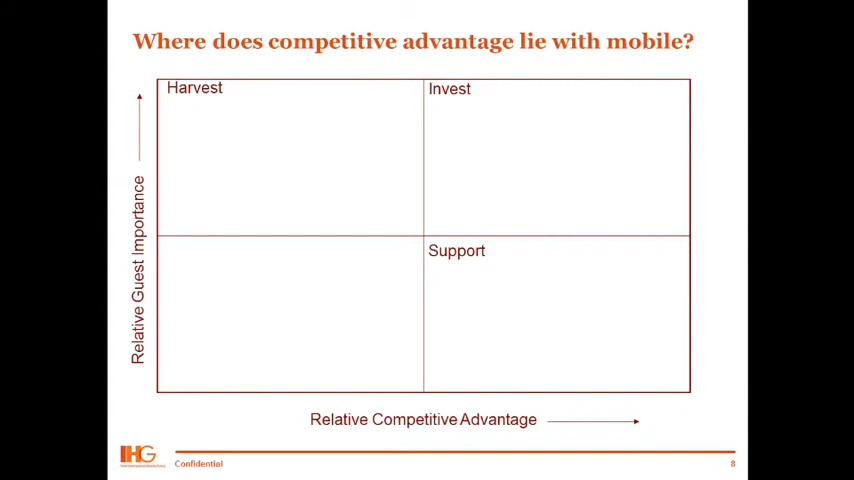 Where does competitive advantage lie with mobile?
Harvest
Invest
Relative Guest Importance
Support
Relative Competitive Advantage
IHG
Confidential
8